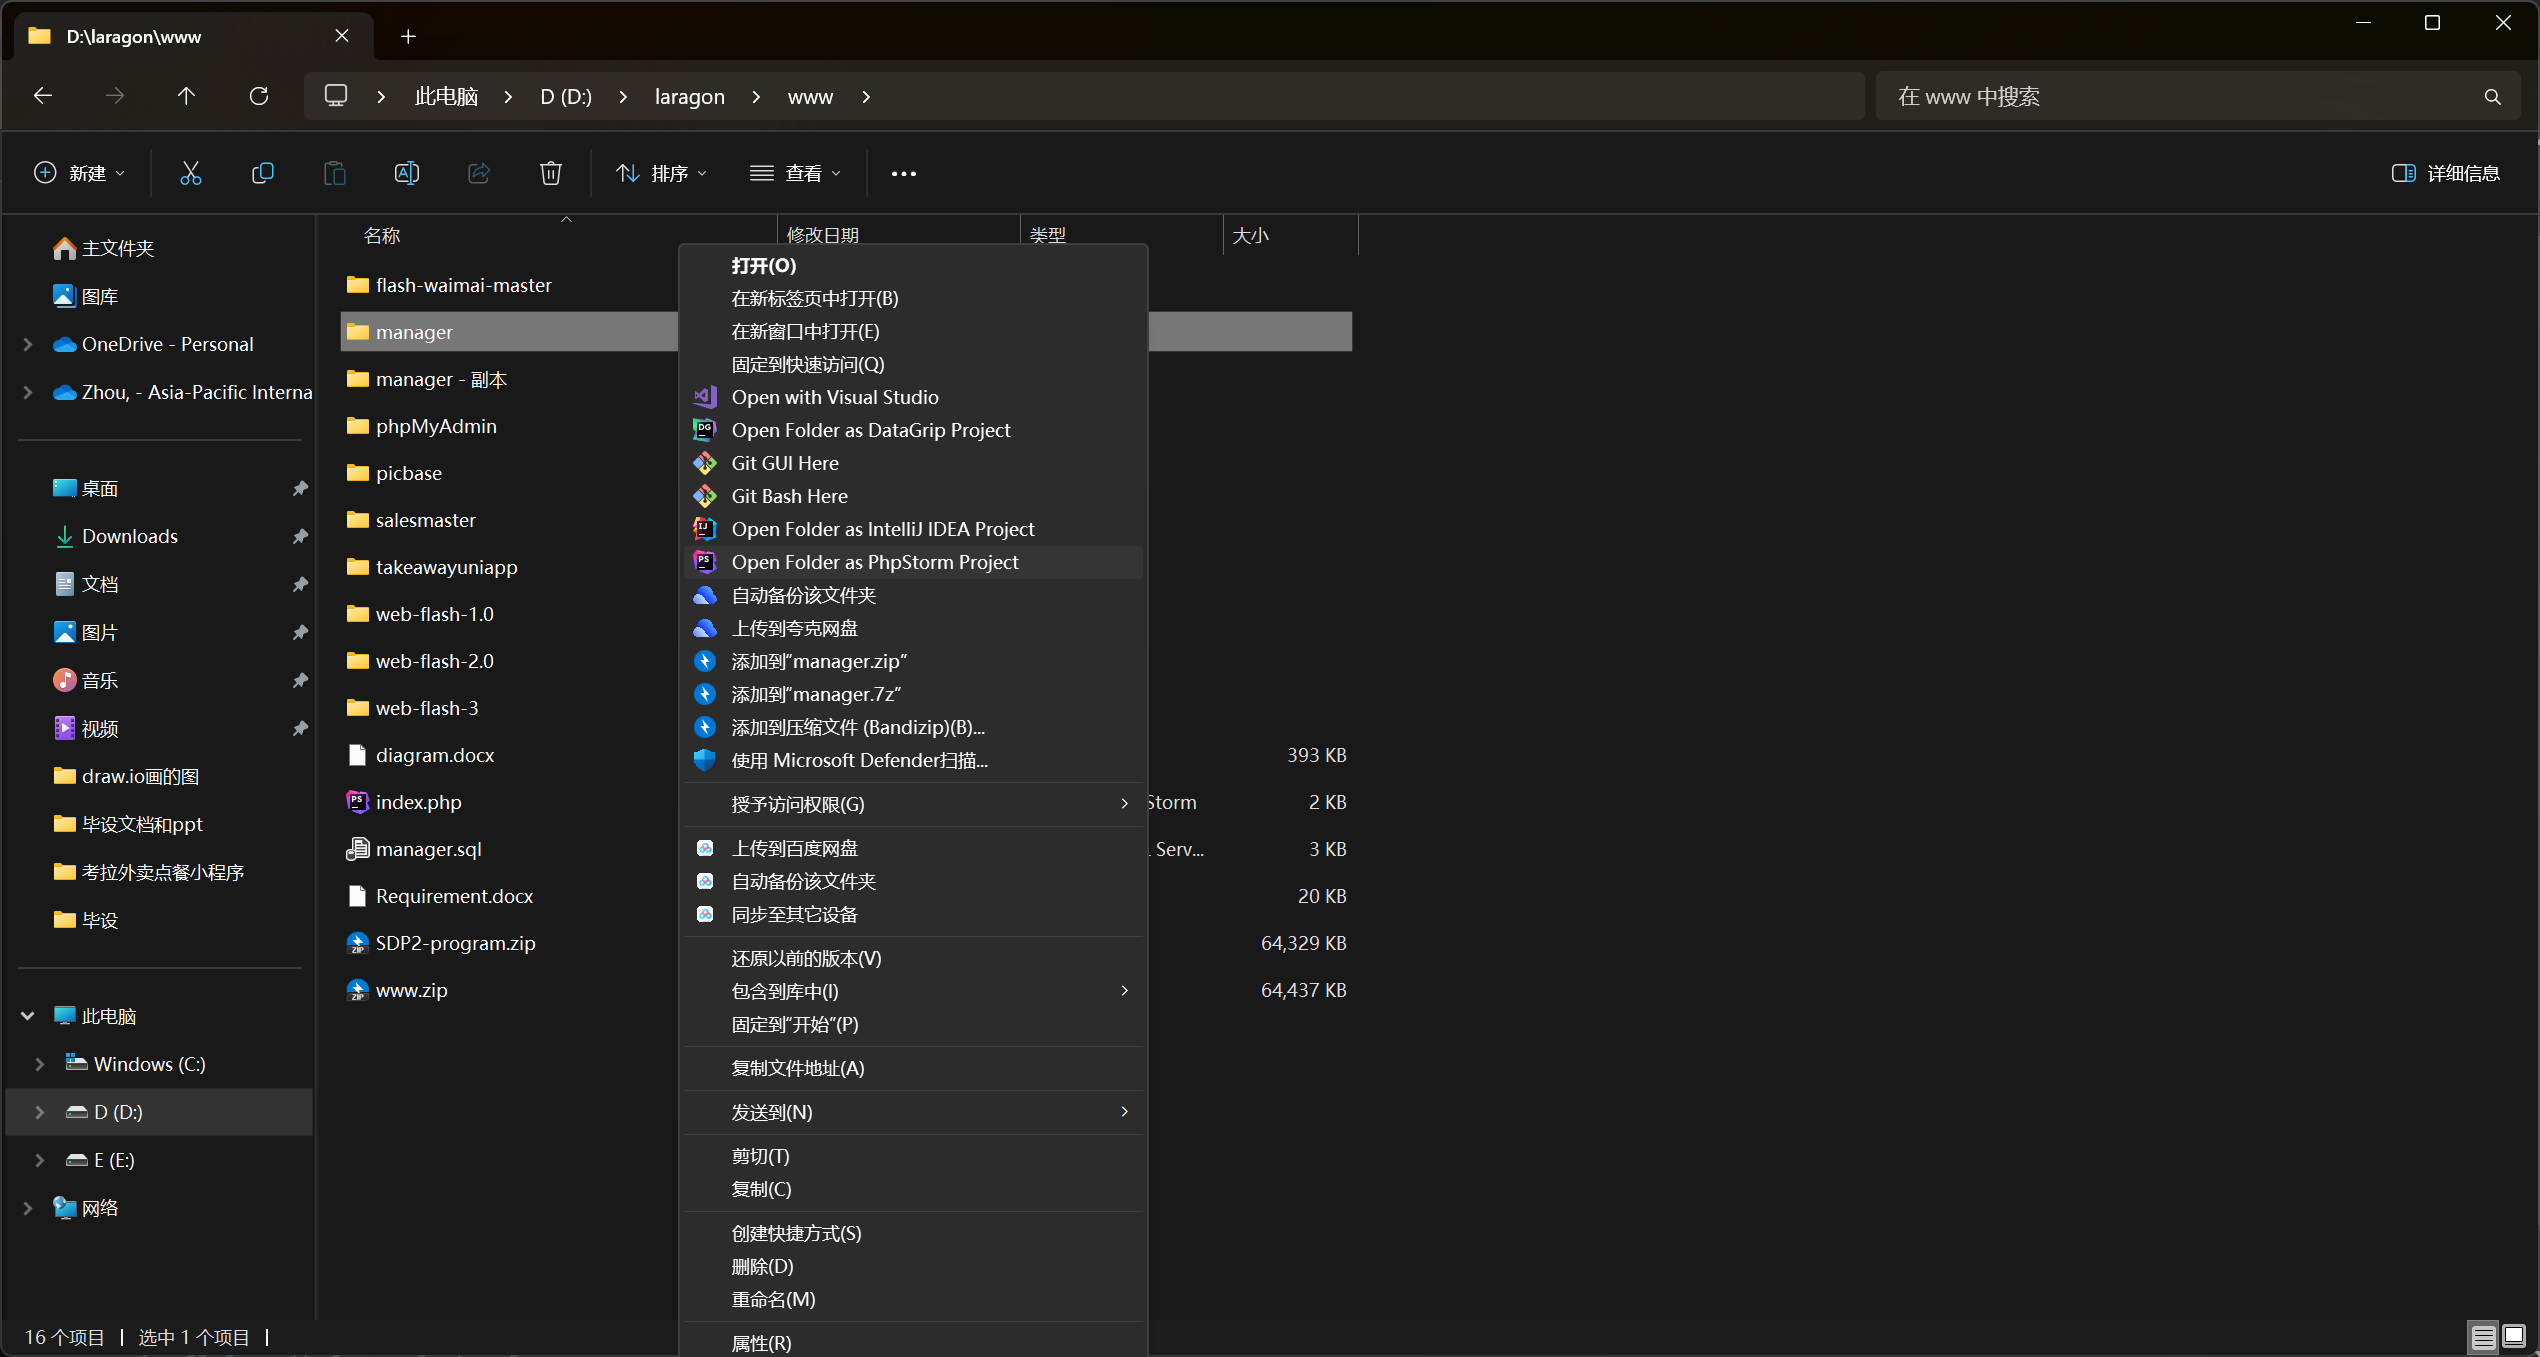 D:\laragon\www
此电脑 D (D:) laragon www
在 www 中搜索
新建
排序
查看
详细信息
名称 修改日期 类型 大小
主文件夹
图库
OneDrive - Personal
Zhou, - Asia-Pacific Interna
桌面
Downloads
文档
图片
音乐
视频
draw.io画的图
毕设文档和ppt
考拉外卖点餐小程序
毕设
此电脑
Windows (C:)
D (D:)
E (E:)
网络
flash-waimai-master
manager
manager - 副本
phpMyAdmin
picbase
salesmaster
takeawayuniapp
web-flash-1.0
web-flash-2.0
web-flash-3
diagram.docx 393 KB
index.php Storm 2 KB
manager.sql Serv... 3 KB
Requirement.docx 20 KB
SDP2-program.zip 64,329 KB
www.zip 64,437 KB
打开(O)
在新标签页中打开(B)
在新窗口中打开(E)
固定到快速访问(Q)
Open with Visual Studio
Open Folder as DataGrip Project
Git GUI Here
Git Bash Here
Open Folder as IntelliJ IDEA Project
Open Folder as PhpStorm Project
自动备份该文件夹
上传到夸克网盘
添加到“manager.zip”
添加到“manager.7z”
添加到压缩文件 (Bandizip)(B)...
使用 Microsoft Defender扫描...
授予访问权限(G)
上传到百度网盘
自动备份该文件夹
同步至其它设备
还原以前的版本(V)
包含到库中(I)
固定到“开始”(P)
复制文件地址(A)
发送到(N)
剪切(T)
复制(C)
创建快捷方式(S)
删除(D)
重命名(M)
属性(R)
16 个项目 选中 1 个项目